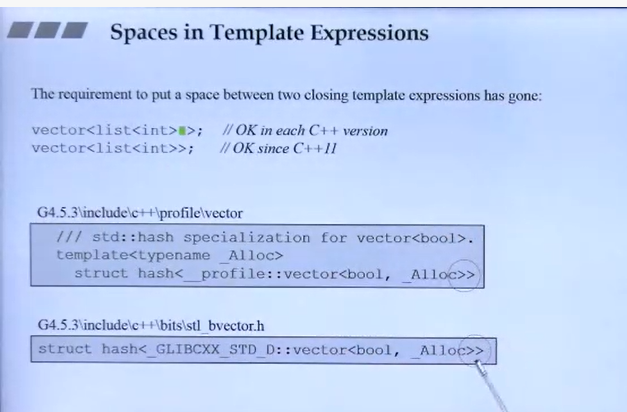 Spaces in Template Expressions
The requirement to put a space between two closing template expressions has gone:
vector<list<int> >; // OK in each C++ version
vector<list<int>>; // OK since C++11
G4.5.3\include\c++\profile\vector
/// std::hash specialization for vector<bool>.
template<typename _Alloc>
struct hash<__profile::vector<bool, _Alloc>>
G4.5.3\include\c++\bits\stl_bvector.h
struct hash<_GLIBCXX_STD_D::vector<bool, _Alloc>>